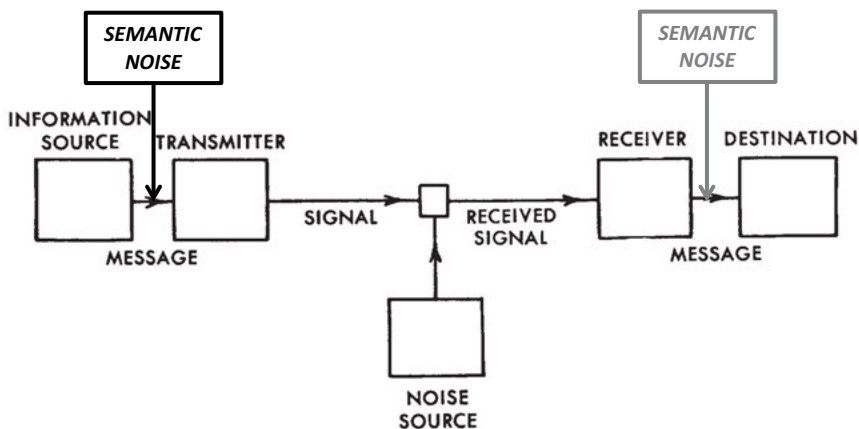 SEMANTIC
NOISE
SEMANTIC
NOISE
INFORMATION
SOURCE
TRANSMITTER
RECEIVER
DESTINATION
SIGNAL
RECEIVED
SIGNAL
MESSAGE
MESSAGE
NOISE
SOURCE